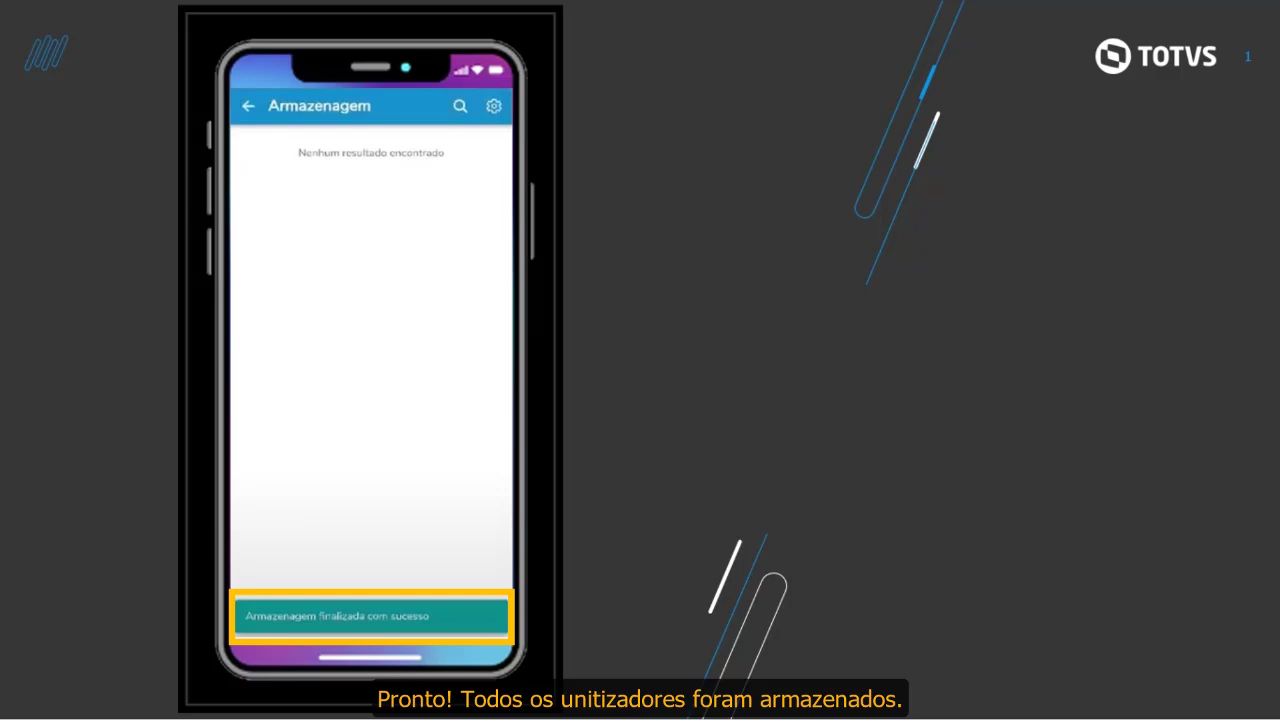 TOTVS
1
Armazenagem
Nenhum resultado encontrado
Armazenagem finalizada com sucesso
Pronto! Todos os unitizadores foram armazenados.